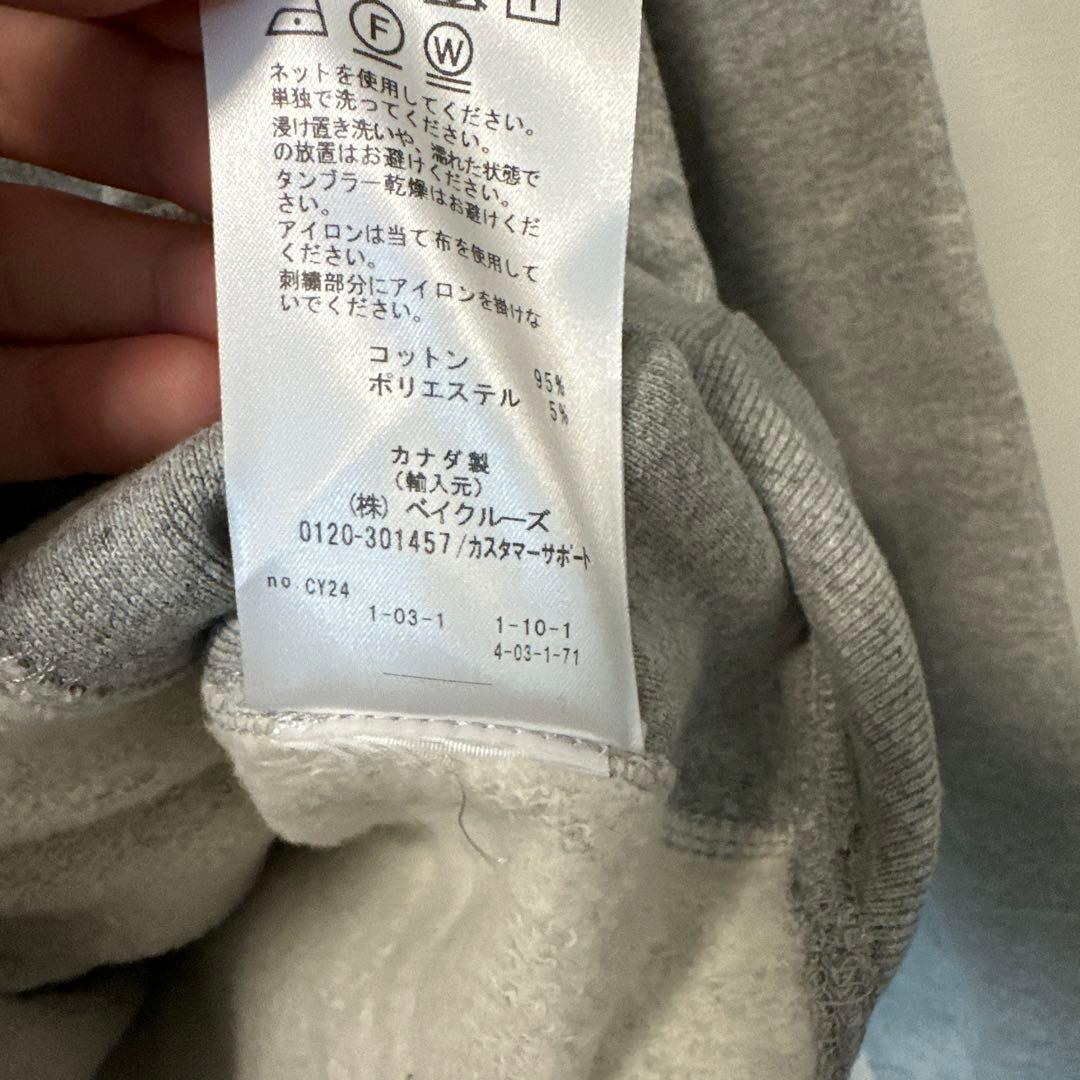 F
W
ネットを使用してください。
単独で洗ってください。
浸け置き洗いや、濡れた状態で
の放置はお避けください。
タンブラー乾燥はお避けくだ
さい。
アイロンは当て布を使用して
ください。
刺繍部分にアイロンを掛けな
いでください。
コットン 95%
ポリエステル 5%
カナダ製
(輸入元)
(株) ベイクルーズ
0120-301457/カスタマーサポート
no. CY24
1-03-1 1-10-1
4-03-1-71